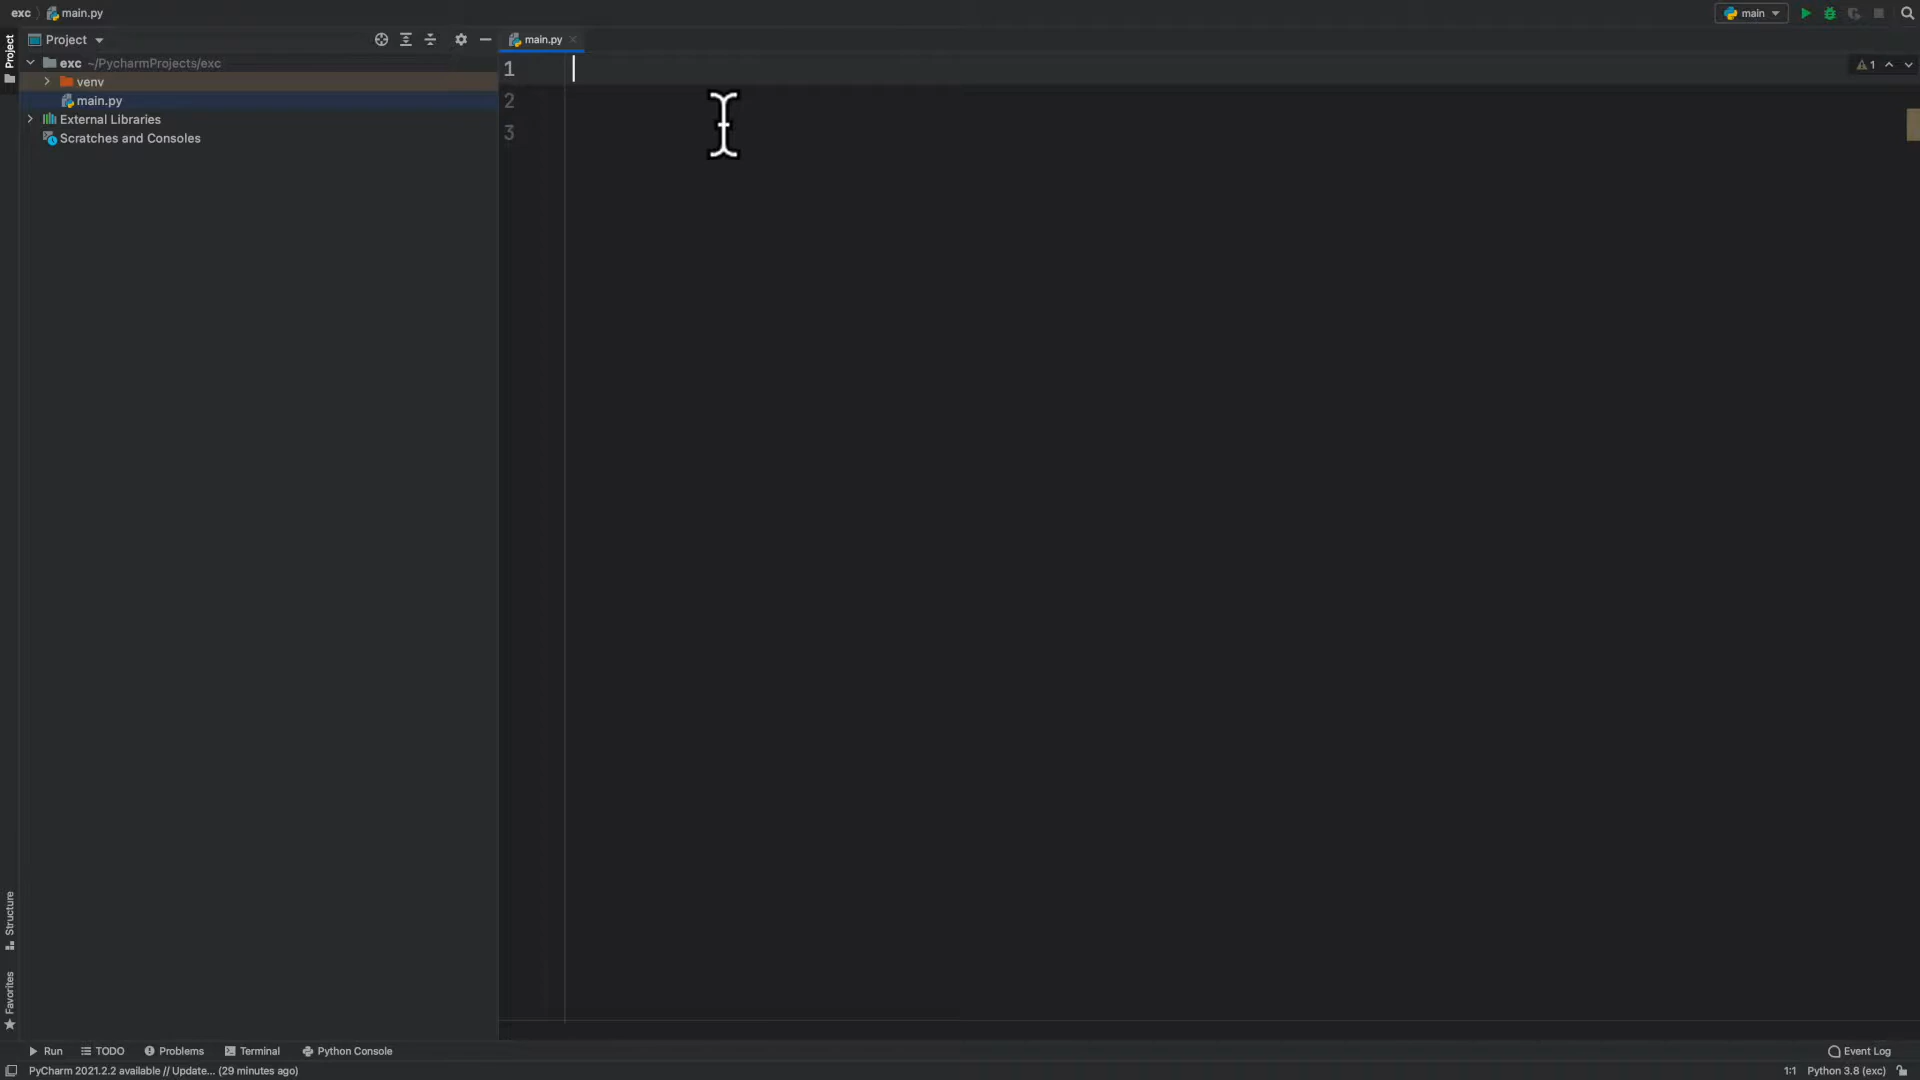 exc main.py
main
Project
main.py
1
Project
exc ~/PycharmProjects/exc
venv
main.py
External Libraries
Scratches and Consoles
1
2
3
Structure
Favorites
Run
TODO
Problems
Terminal
Python Console
Event Log
PyCharm 2021.2.2 available // Update... (29 minutes ago)
1:1
Python 3.8 (exc)